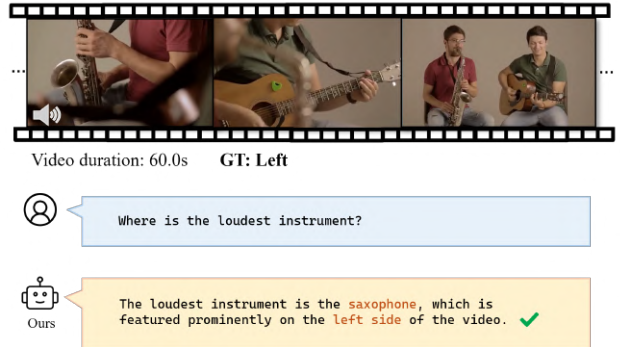 ...
...
Video duration: 60.0s GT: Left
Where is the loudest instrument?
Ours
The loudest instrument is the saxophone, which is
featured prominently on the left side of the video.